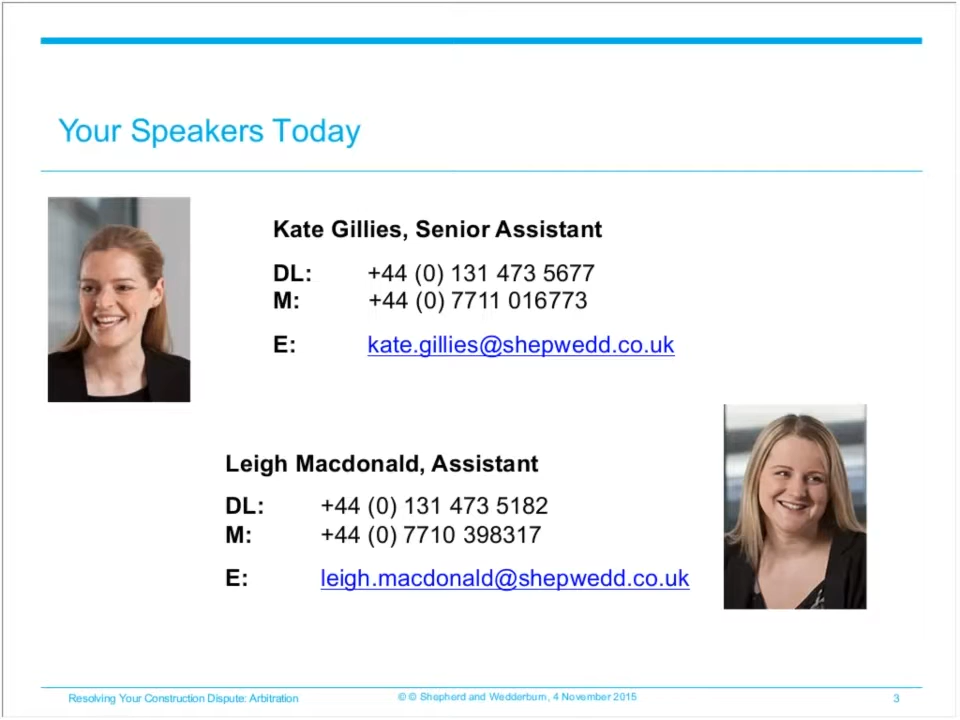 Your Speakers Today
Kate Gillies, Senior Assistant
DL: +44 (0) 131 473 5677
M: +44 (0) 7711 016773
E: kate.gillies@shepwedd.co.uk
Leigh Macdonald, Assistant
DL: +44 (0) 131 473 5182
M: +44 (0) 7710 398317
E: leigh.macdonald@shepwedd.co.uk
Resolving Your Construction Dispute: Arbitration © © Shepherd and Wedderburn, 4 November 2015 3